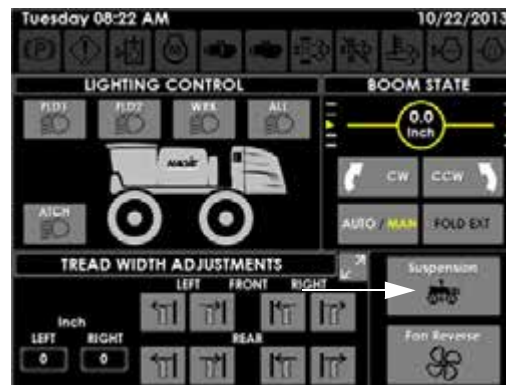 Tuesday 08:22 AM 10/22/2013
LIGHTING CONTROL
FLD1 FLD2 WRK ALL
HAGIE
ATCH
BOOM STATE
0.0
Inch
CW CCW
AUTO / MAN FOLD EXT
TREAD WIDTH ADJUSTMENTS
LEFT FRONT RIGHT
Inch
LEFT RIGHT
0 0
REAR
Suspension
Fan Reverse